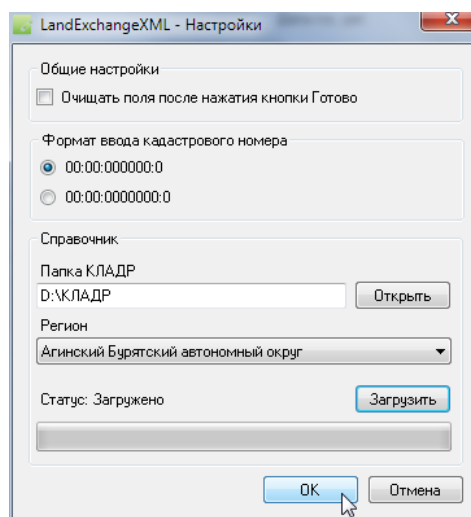 LandExchangeXML - Настройки
Общие настройки
Очищать поля после нажатия кнопки Готово
Формат ввода кадастрового номера
00:00:000000:0
00:00:0000000:0
Справочник
Папка КЛАДР
D:\КЛАДР
Открыть
Регион
Агинский Бурятский автономный округ
Статус: Загружено
Загрузить
OK
Отмена